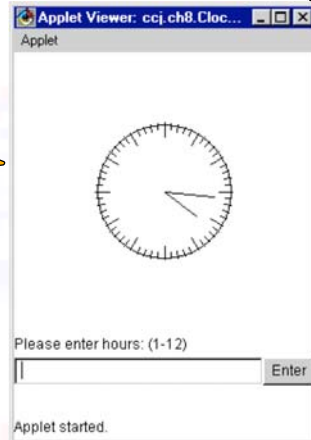 Applet Viewer: ccj.ch8.Cloc...
Applet
Please enter hours: (1-12)
Enter
Applet started.